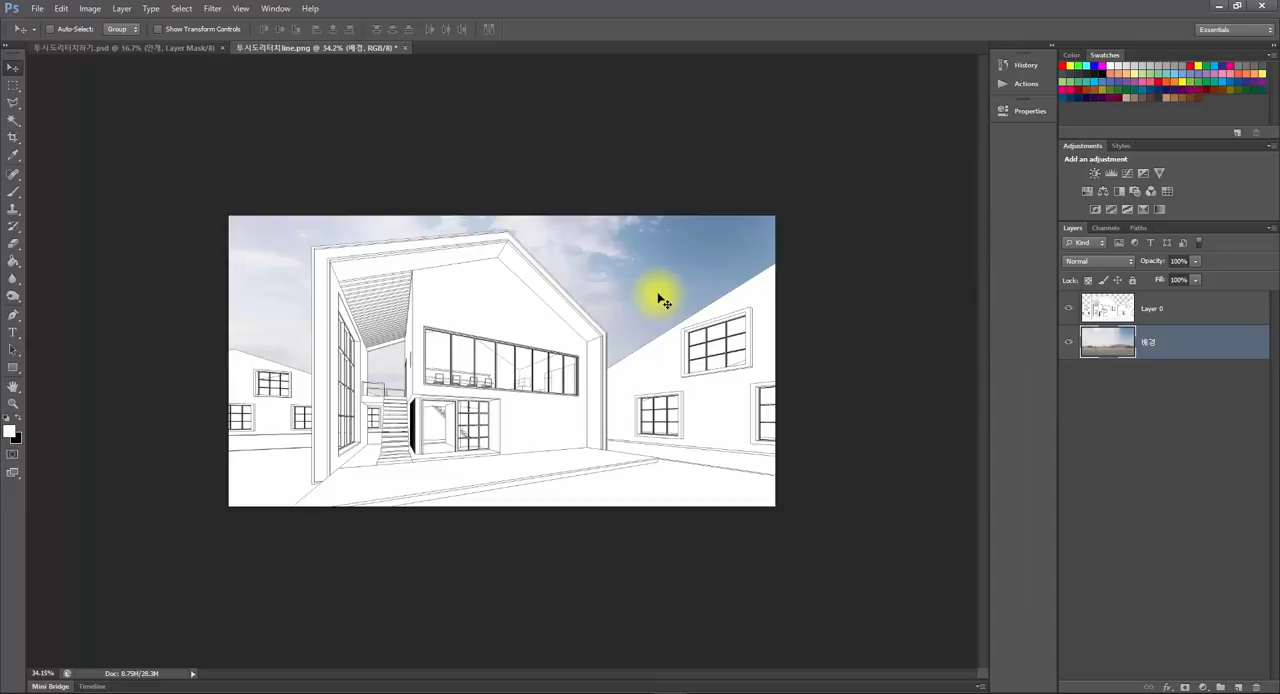 Ps File Edit Image Layer Type Select Filter View Window Help
Auto-Select: Group Show Transform Controls Essentials
투시도리터치하기.psd @ 16.7% (안개, Layer Mask/8) × 투시도리터치line.png @ 34.2% (배경, RGB/8) * ×
History
Actions
Properties
Color Swatches
Adjustments Styles
Add an adjustment
Layers Channels Paths
Kind
Normal Opacity: 100%
Lock: Fill: 100%
Layer 0
배경
34.15% Doc: 8.75M/28.3M
Mini Bridge Timeline